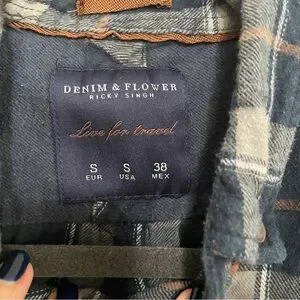 DENIM & FLOWER
RICKY SINGH
Live for travel
S S 38
EUR USA MEX